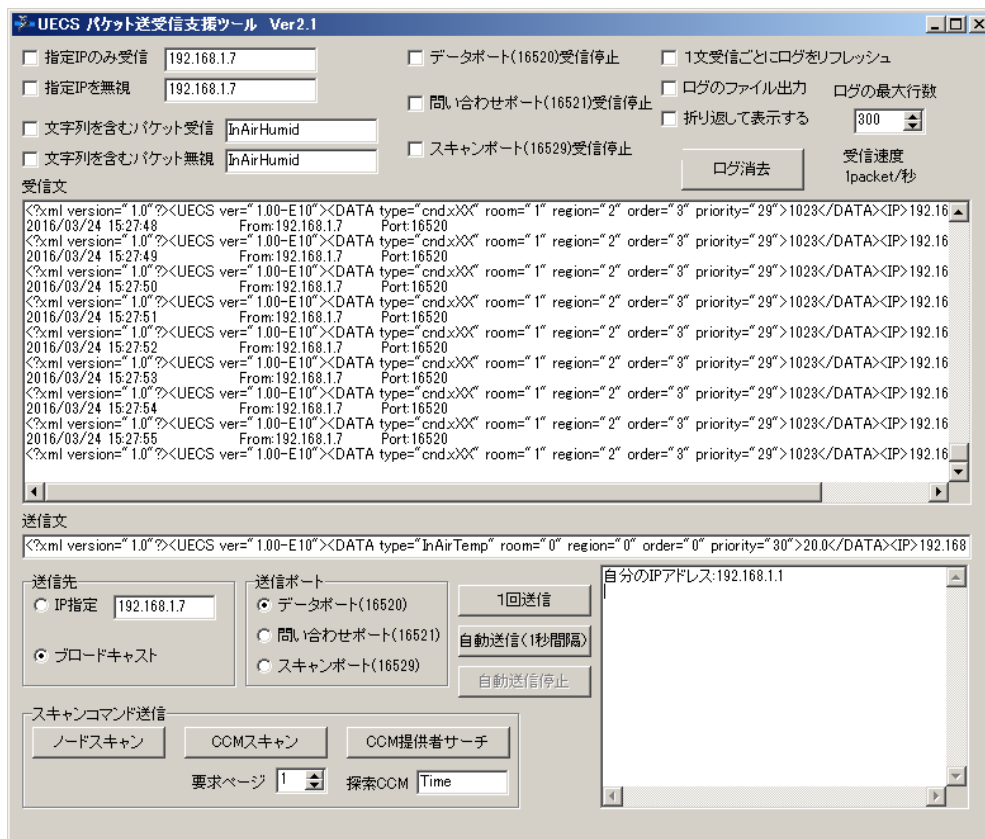 UECS パケット送受信支援ツール Ver2.1
指定IPのみ受信 192.168.1.7
指定IPを無視 192.168.1.7
文字列を含むパケット受信 InAirHumid
文字列を含むパケット無視 InAirHumid
データポート(16520)受信停止
問い合わせポート(16521)受信停止
スキャンポート(16529)受信停止
1文受信ごとにログをリフレッシュ
ログのファイル出力
折り返して表示する
ログの最大行数
300
ログ消去
受信速度
1packet/秒
受信文
<?xml version="1.0"?><UECS ver="1.00-E10"><DATA type="cnd.xXX" room="1" region="2" order="3" priority="29">1023</DATA><IP>192.16
2016/03/24 15:27:48 From:192.168.1.7 Port:16520
<?xml version="1.0"?><UECS ver="1.00-E10"><DATA type="cnd.xXX" room="1" region="2" order="3" priority="29">1023</DATA><IP>192.16
2016/03/24 15:27:49 From:192.168.1.7 Port:16520
<?xml version="1.0"?><UECS ver="1.00-E10"><DATA type="cnd.xXX" room="1" region="2" order="3" priority="29">1023</DATA><IP>192.16
2016/03/24 15:27:50 From:192.168.1.7 Port:16520
<?xml version="1.0"?><UECS ver="1.00-E10"><DATA type="cnd.xXX" room="1" region="2" order="3" priority="29">1023</DATA><IP>192.16
2016/03/24 15:27:51 From:192.168.1.7 Port:16520
<?xml version="1.0"?><UECS ver="1.00-E10"><DATA type="cnd.xXX" room="1" region="2" order="3" priority="29">1023</DATA><IP>192.16
2016/03/24 15:27:52 From:192.168.1.7 Port:16520
<?xml version="1.0"?><UECS ver="1.00-E10"><DATA type="cnd.xXX" room="1" region="2" order="3" priority="29">1023</DATA><IP>192.16
2016/03/24 15:27:53 From:192.168.1.7 Port:16520
<?xml version="1.0"?><UECS ver="1.00-E10"><DATA type="cnd.xXX" room="1" region="2" order="3" priority="29">1023</DATA><IP>192.16
2016/03/24 15:27:54 From:192.168.1.7 Port:16520
<?xml version="1.0"?><UECS ver="1.00-E10"><DATA type="cnd.xXX" room="1" region="2" order="3" priority="29">1023</DATA><IP>192.16
2016/03/24 15:27:55 From:192.168.1.7 Port:16520
<?xml version="1.0"?><UECS ver="1.00-E10"><DATA type="cnd.xXX" room="1" region="2" order="3" priority="29">1023</DATA><IP>192.16
送信文
<?xml version="1.0"?><UECS ver="1.00-E10"><DATA type="InAirTemp" room="0" region="0" order="0" priority="30">20.0</DATA><IP>192.168
送信先
IP指定 192.168.1.7
ブロードキャスト
送信ポート
データポート(16520)
問い合わせポート(16521)
スキャンポート(16529)
1回送信
自動送信(1秒間隔)
自動送信停止
自分のIPアドレス:192.168.1.1
スキャンコマンド送信
ノードスキャン
CCMスキャン
CCM提供者サーチ
要求ページ 1
探索CCM Time